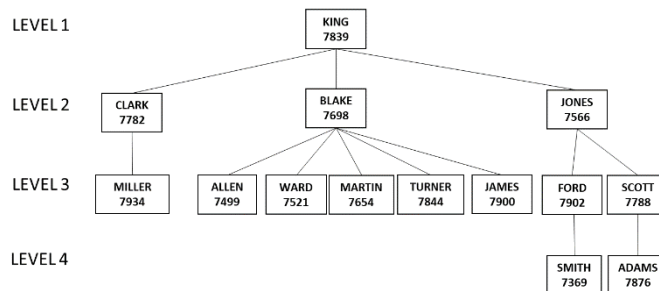 LEVEL 1
KING
7839
LEVEL 2
CLARK
7782
BLAKE
7698
JONES
7566
LEVEL 3
MILLER
7934
ALLEN
7499
WARD
7521
MARTIN
7654
TURNER
7844
JAMES
7900
FORD
7902
SCOTT
7788
LEVEL 4
SMITH
7369
ADAMS
7876